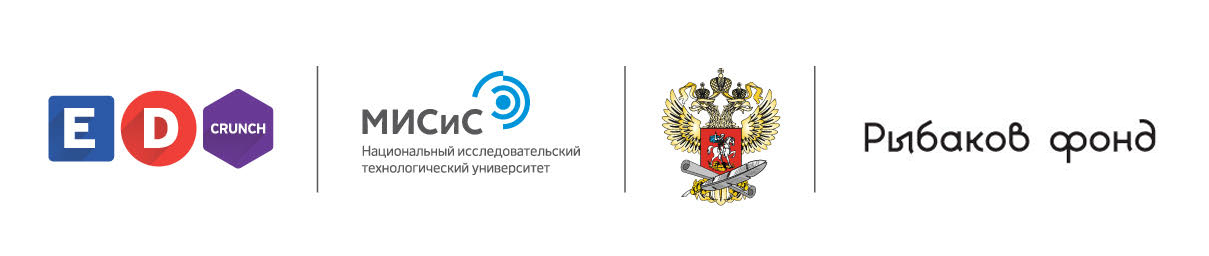 E D CRUNCH
МИСиС
Национальный исследовательский
технологический университет
Рыбаков фонд